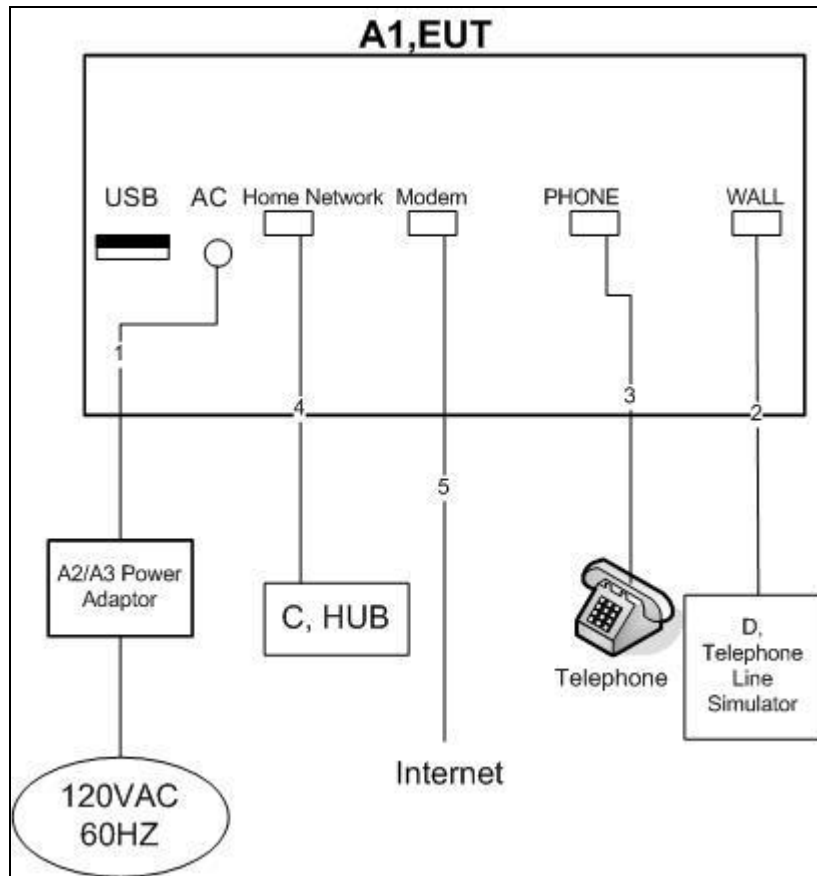 A1,EUT
USB
AC
Home Network
Modem
PHONE
WALL
1
4
5
3
2
A2/A3 Power
Adaptor
C, HUB
Telephone
D,
Telephone
Line
Simulator
Internet
120VAC
60HZ